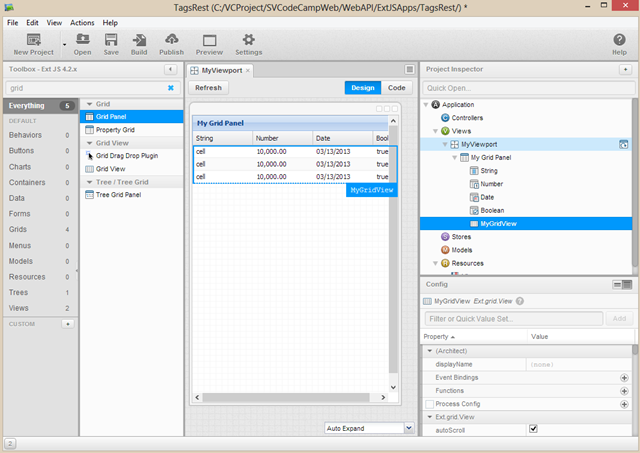 TagsRest (C:/VCProject/SVCodeCampWeb/WebAPI/ExtJSApps/TagsRest/) *
File Edit View Actions Help
New Project Open Save Build Publish Preview Settings Help
Toolbox - Ext JS 4.2.x
grid
Everything 5
DEFAULT
Behaviors 0
Buttons 0
Charts 0
Containers 0
Data 0
Forms 0
Grids 4
Menus 0
Models 0
Resources 0
Trees 1
Views 2
CUSTOM
Grid
Grid Panel
Property Grid
Grid View
Grid Drag Drop Plugin
Grid View
Tree / Tree Grid
Tree Grid Panel
MyViewport
Refresh Design Code
My Grid Panel
String Number Date Bool
cell 10,000.00 03/13/2013 true
cell 10,000.00 03/13/2013 true
cell 10,000.00 03/13/2013 true
MyGridView
Auto Expand
Project Inspector
Quick Open...
Application
Controllers
Views
MyViewport
My Grid Panel
String
Number
Date
Boolean
MyGridView
Stores
Models
Resources
Config
MyGridView Ext.grid.View
Filter or Quick Value Set... Add
Property Value
(Architect)
displayName (none)
Event Bindings
Functions
Process Config
Ext.grid.View
autoScroll
2